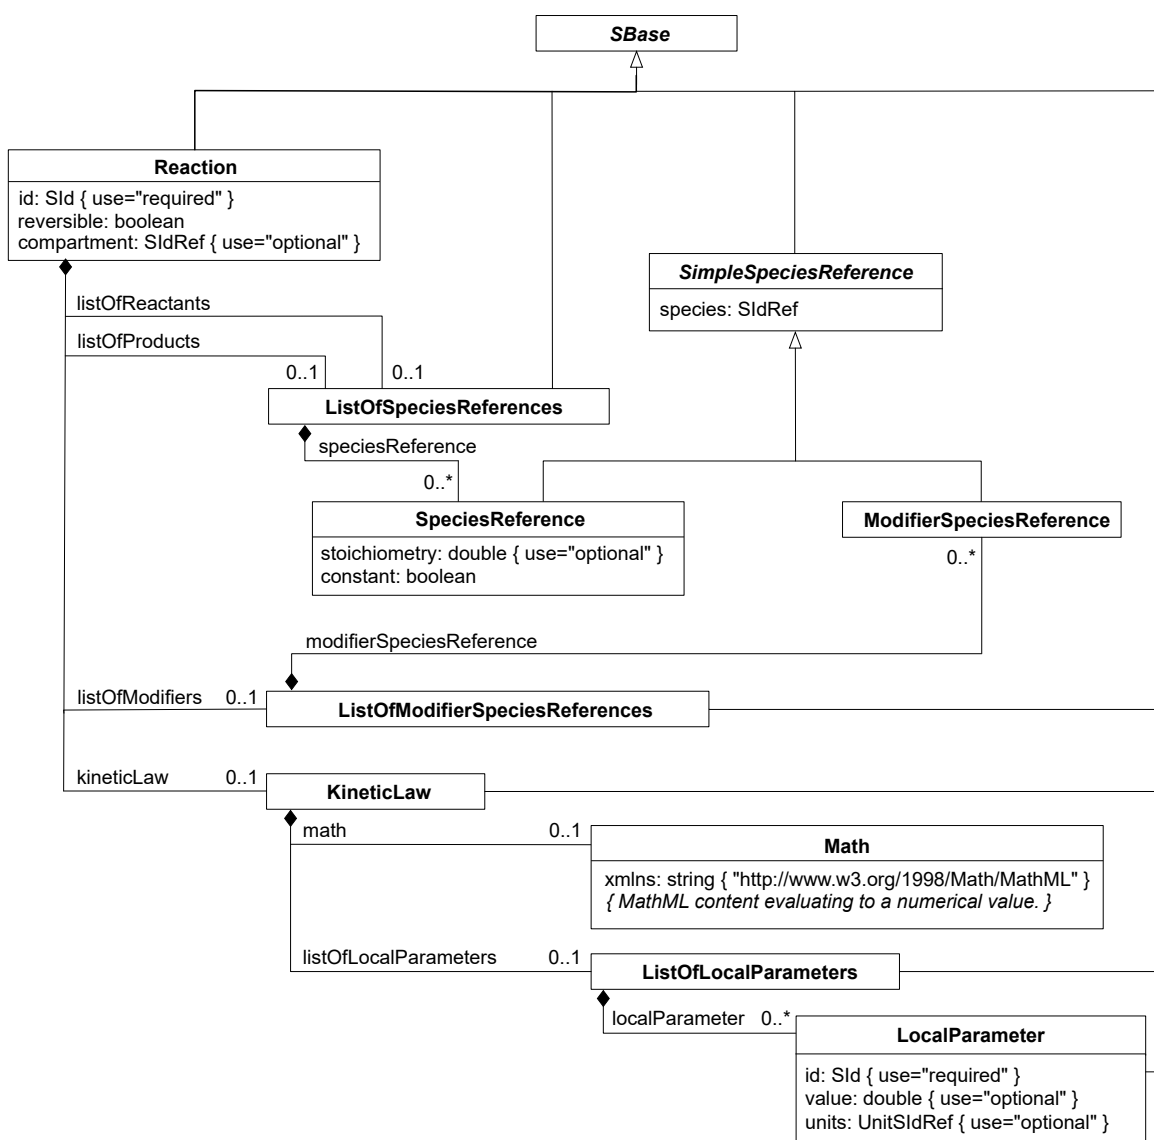 SBase
Reaction
id: SId { use="required" }
reversible: boolean
compartment: SIdRef { use="optional" }
SimpleSpeciesReference
species: SIdRef
listOfReactants
listOfProducts
0..1
0..1
ListOfSpeciesReferences
speciesReference
0..*
SpeciesReference
stoichiometry: double { use="optional" }
constant: boolean
ModifierSpeciesReference
0..*
modifierSpeciesReference
listOfModifiers
0..1
ListOfModifierSpeciesReferences
kineticLaw
0..1
KineticLaw
math
0..1
Math
xmlns: string { "http://www.w3.org/1998/Math/MathML" }
{ MathML content evaluating to a numerical value. }
listOfLocalParameters
0..1
ListOfLocalParameters
localParameter
0..*
LocalParameter
id: SId { use="required" }
value: double { use="optional" }
units: UnitSIdRef { use="optional" }